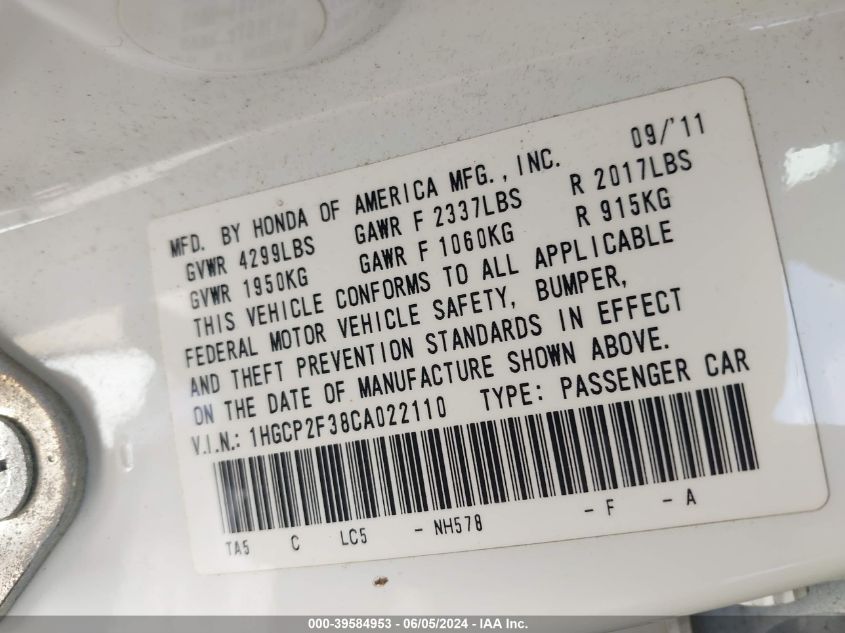 MFD. BY HONDA OF AMERICA MFG., INC. 09/'11
GVWR 4299LBS GAWR F 2337LBS R 2017LBS
GVWR 1950KG GAWR F 1060KG R 915KG
THIS VEHICLE CONFORMS TO ALL APPLICABLE
FEDERAL MOTOR VEHICLE SAFETY, BUMPER,
AND THEFT PREVENTION STANDARDS IN EFFECT
ON THE DATE OF MANUFACTURE SHOWN ABOVE.
V.I.N.: 1HGCP2F38CA022110 TYPE: PASSENGER CAR
TA5 C LC5 - NH578 - F - A
000-39584953 - 06/05/2024 - IAA Inc.